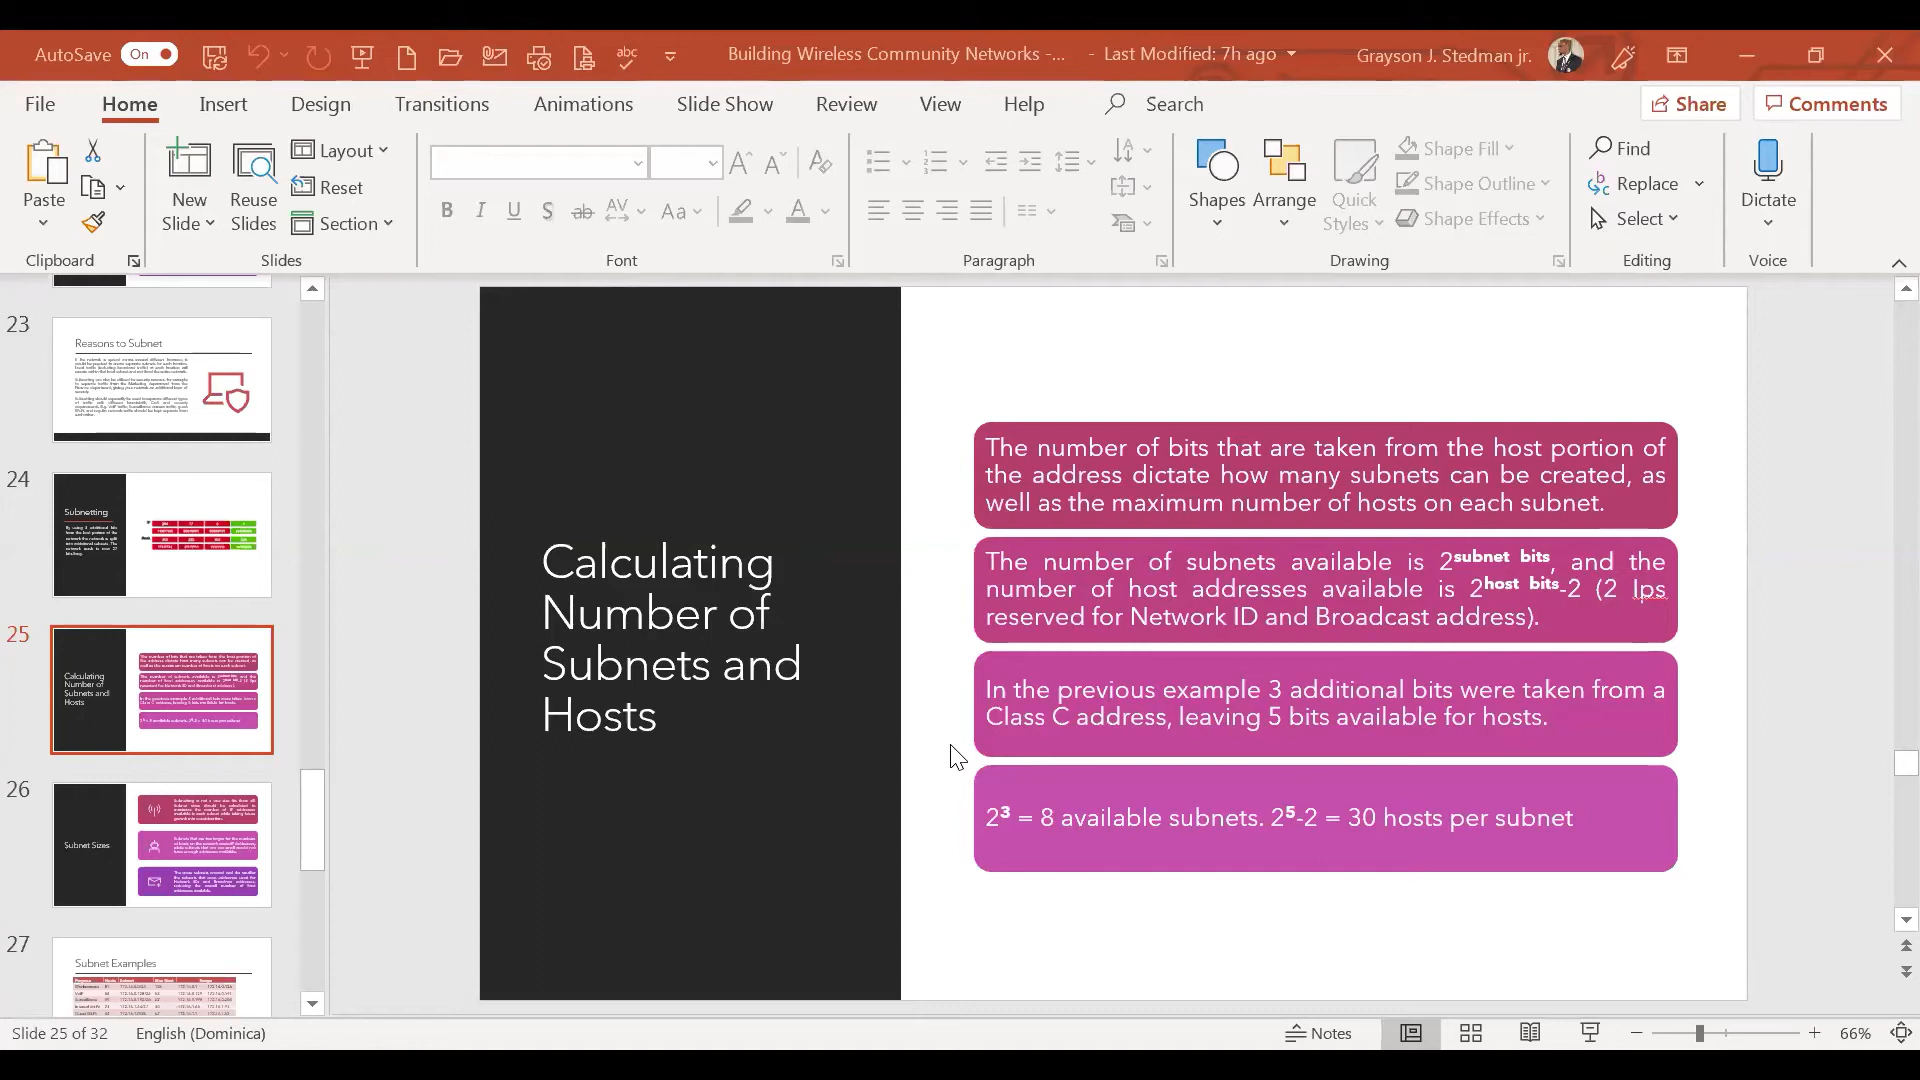 AutoSave On
Building Wireless Community Networks -... - Last Modified: 7h ago
Grayson J. Stedman jr.
File Home Insert Design Transitions Animations Slide Show Review View Help Search
Share Comments
Paste
New Slide
Reuse Slides
Layout
Reset
Section
Shapes
Arrange
Quick Styles
Shape Fill
Shape Outline
Shape Effects
Find
Replace
Select
Dictate
Clipboard Slides Font Paragraph Drawing Editing Voice
23
Reasons to Subnet
24
Subnetting
25
Calculating
Number of
Subnets and
Hosts
26
Subnet Sizes
27
Subnet Examples
Calculating
Number of
Subnets and
Hosts
The number of bits that are taken from the host portion of
the address dictate how many subnets can be created, as
well as the maximum number of hosts on each subnet.
The number of subnets available is 2^subnet bits, and the
number of host addresses available is 2^host bits-2 (2 Ips
reserved for Network ID and Broadcast address).
In the previous example 3 additional bits were taken from a
Class C address, leaving 5 bits available for hosts.
2³ = 8 available subnets. 2⁵-2 = 30 hosts per subnet
Slide 25 of 32 English (Dominica)
Notes
66%